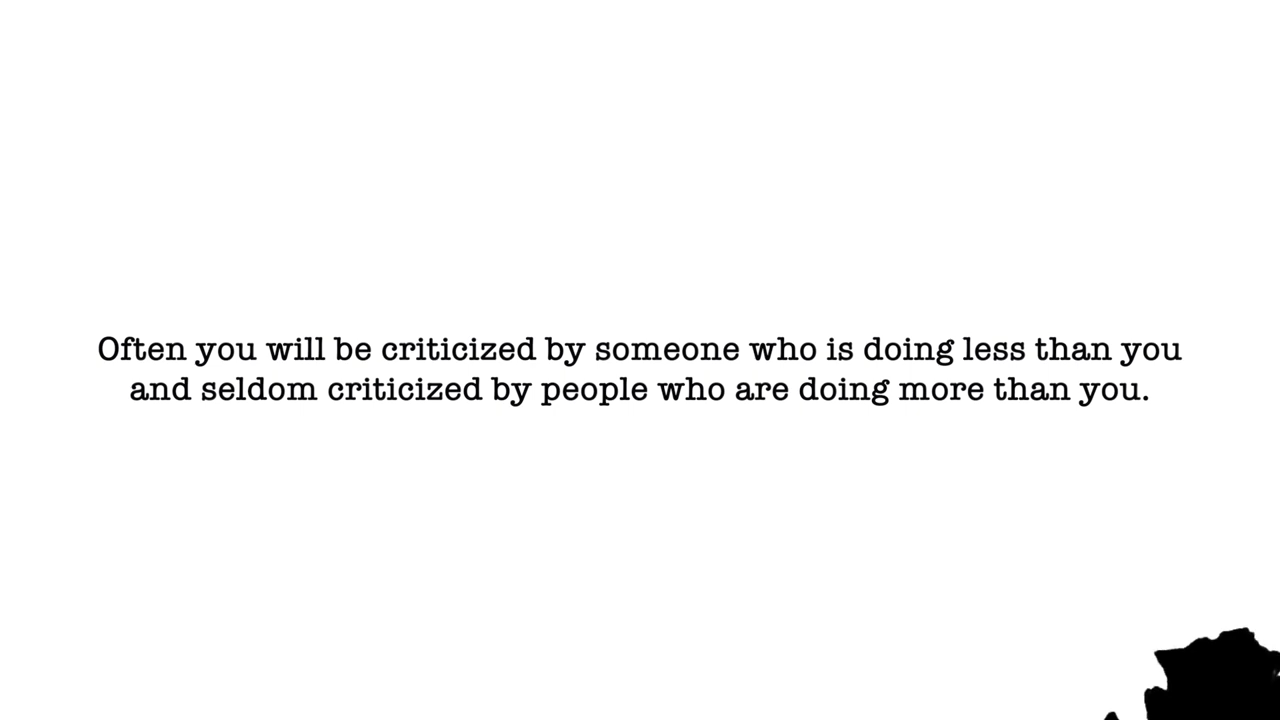 Often you will be criticized by someone who is doing less than you
and seldom criticized by people who are doing more than you.